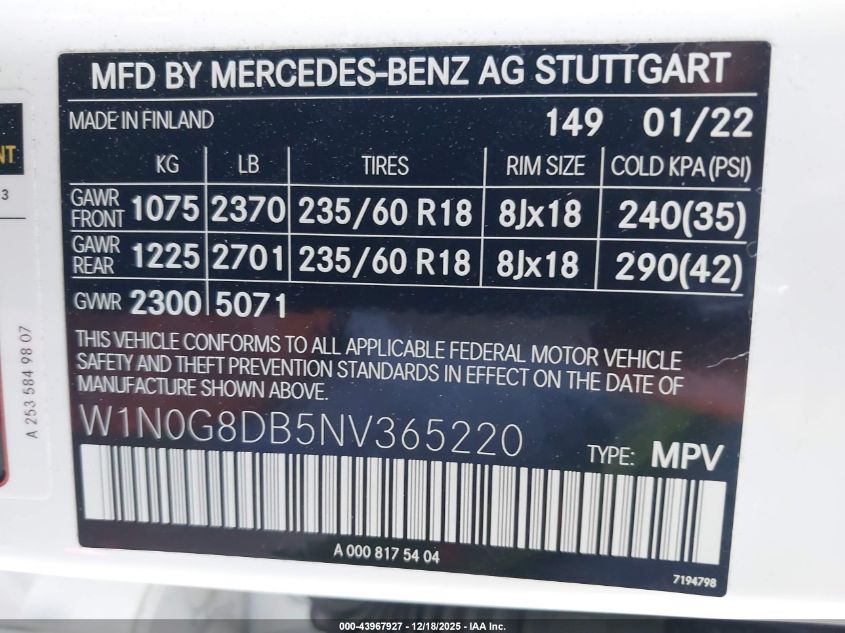 MFD BY MERCEDES-BENZ AG STUTTGART
MADE IN FINLAND 149 01/22
KG LB TIRES RIM SIZE COLD KPA (PSI)
GAWR FRONT 1075 2370 235/60 R18 8Jx18 240(35)
GAWR REAR 1225 2701 235/60 R18 8Jx18 290(42)
GVWR 2300 5071
THIS VEHICLE CONFORMS TO ALL APPLICABLE FEDERAL MOTOR VEHICLE
SAFETY AND THEFT PREVENTION STANDARDS IN EFFECT ON THE DATE OF
MANUFACTURE SHOWN ABOVE.
W1N0G8DB5NV365220
TYPE: MPV
A 000 817 54 04
7194798
NT
3
A 253 584 98 07
000-43967927 - 12/18/2025 - IAA Inc.